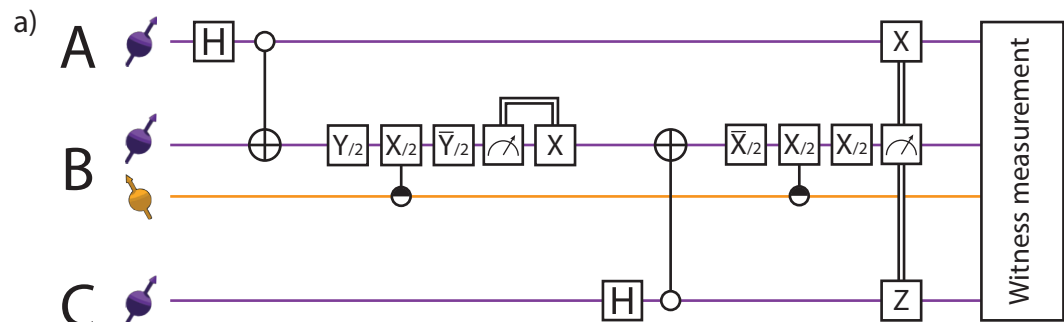 a)
A
H
X
B
Y/2
X/2
Y̅/2
X
X̅/2
X/2
X/2
C
H
Z
Witness measurement